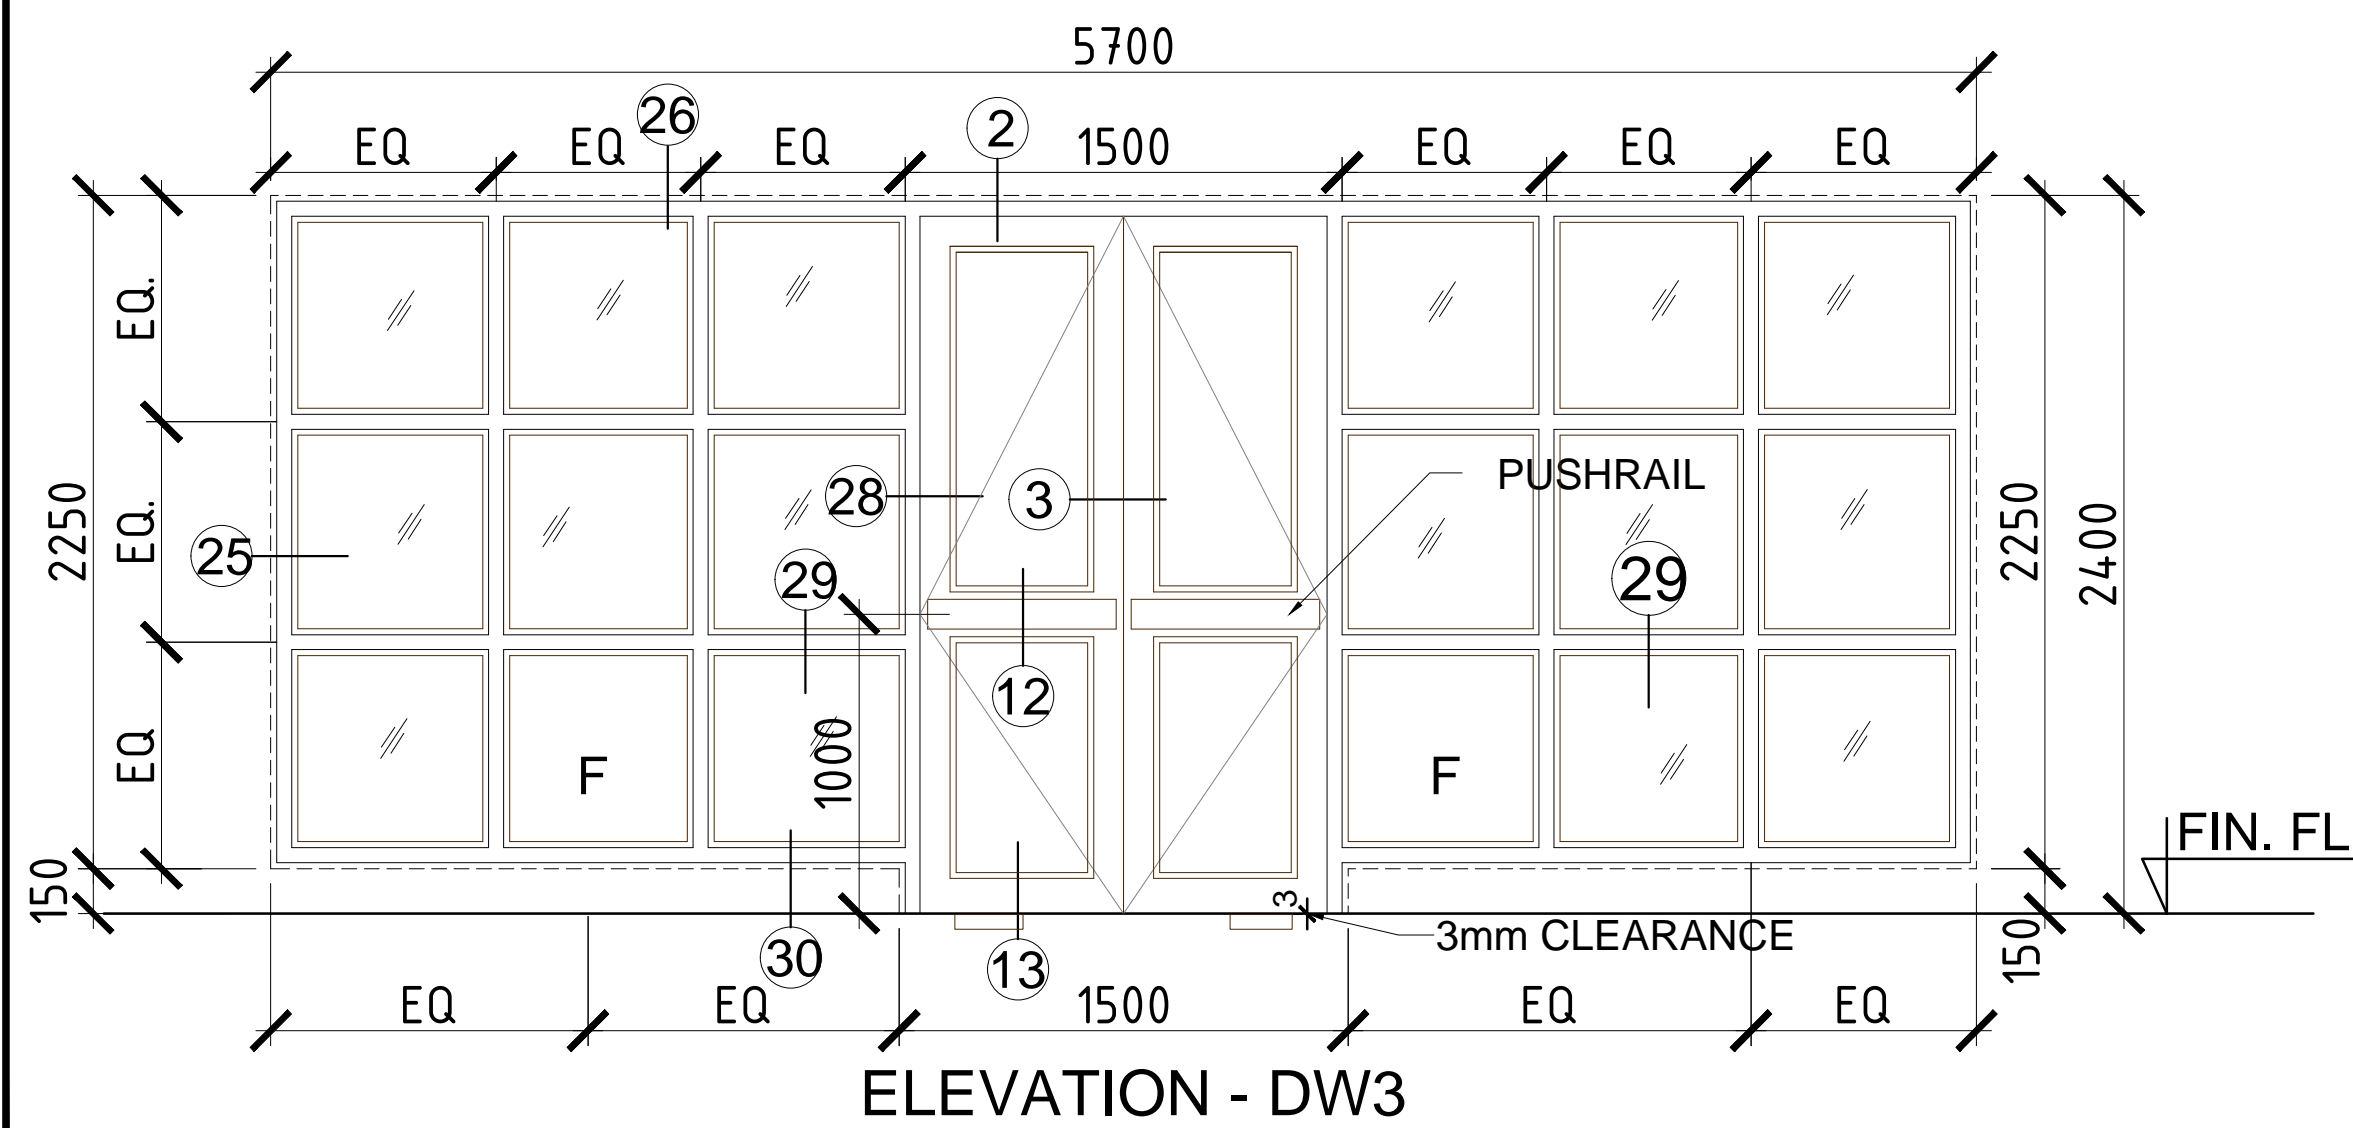 5700
EQ EQ EQ 1500 EQ EQ EQ
26
2
EQ.
EQ.
EQ
2250
150
25
28
3
PUSHRAIL
29
29
12
1000
F
F
2250
2400
150
FIN. FL
3
3mm CLEARANCE
30
13
EQ EQ 1500 EQ EQ
ELEVATION - DW3